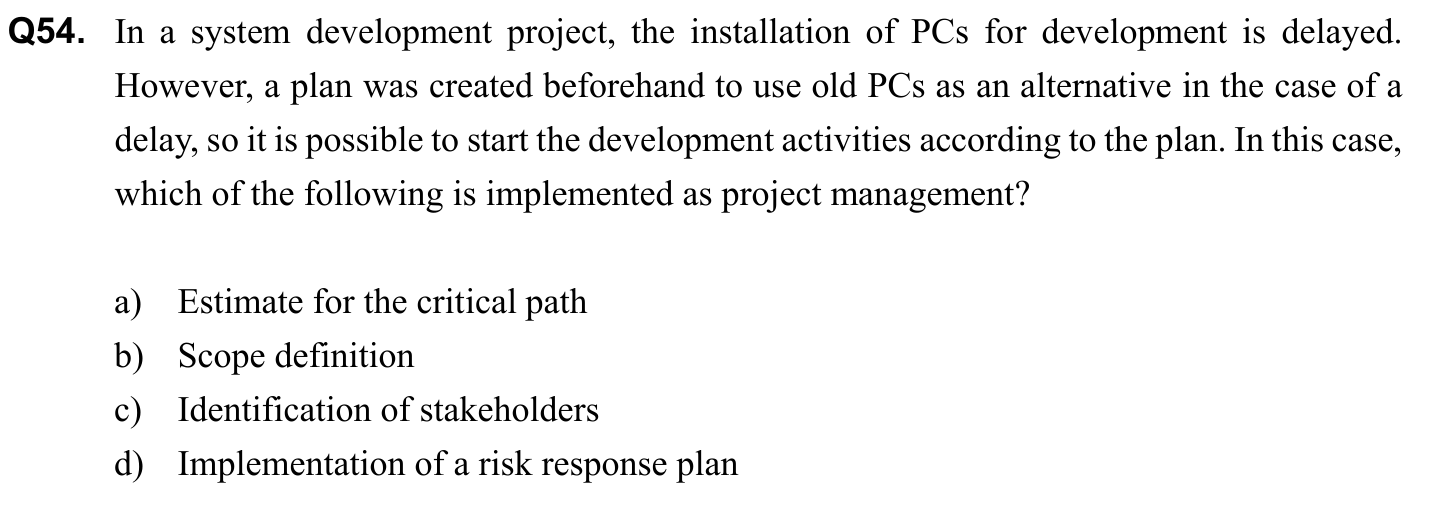 Q54. In a system development project, the installation of PCs for development is delayed.
However, a plan was created beforehand to use old PCs as an alternative in the case of a
delay, so it is possible to start the development activities according to the plan. In this case,
which of the following is implemented as project management?
a) Estimate for the critical path
b) Scope definition
c) Identification of stakeholders
d) Implementation of a risk response plan